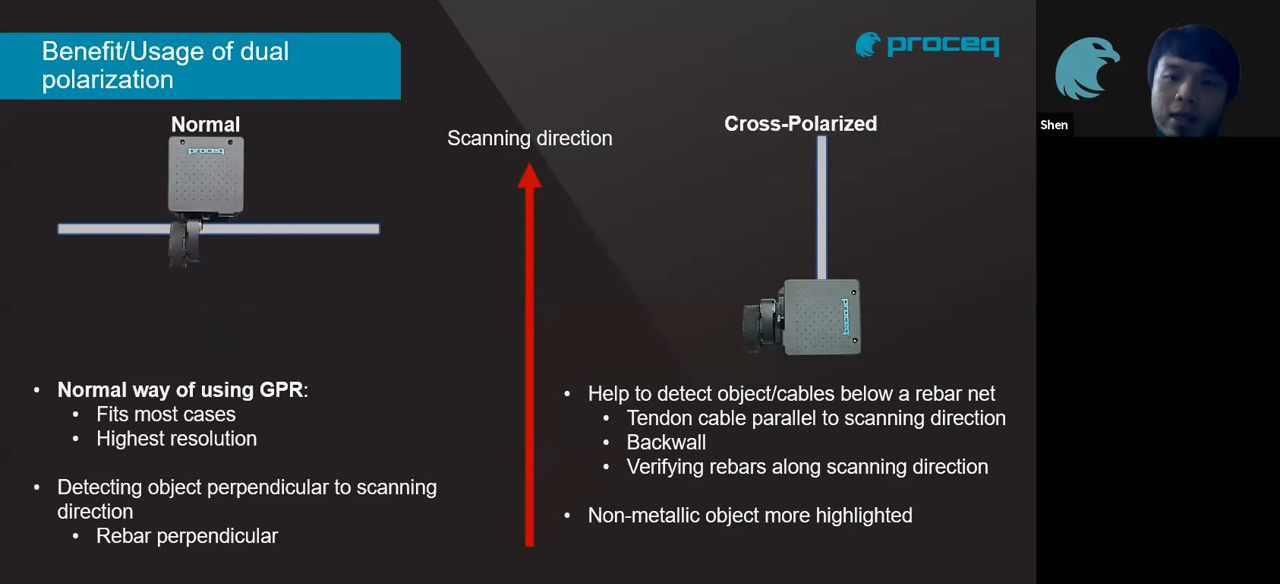 Benefit/Usage of dual
polarization
proceq
Normal
proceq
Scanning direction
Cross-Polarized
proceq
Shen
• Normal way of using GPR:
• Fits most cases
• Highest resolution
• Detecting object perpendicular to scanning
direction
• Rebar perpendicular
• Help to detect object/cables below a rebar net
• Tendon cable parallel to scanning direction
• Backwall
• Verifying rebars along scanning direction
• Non-metallic object more highlighted